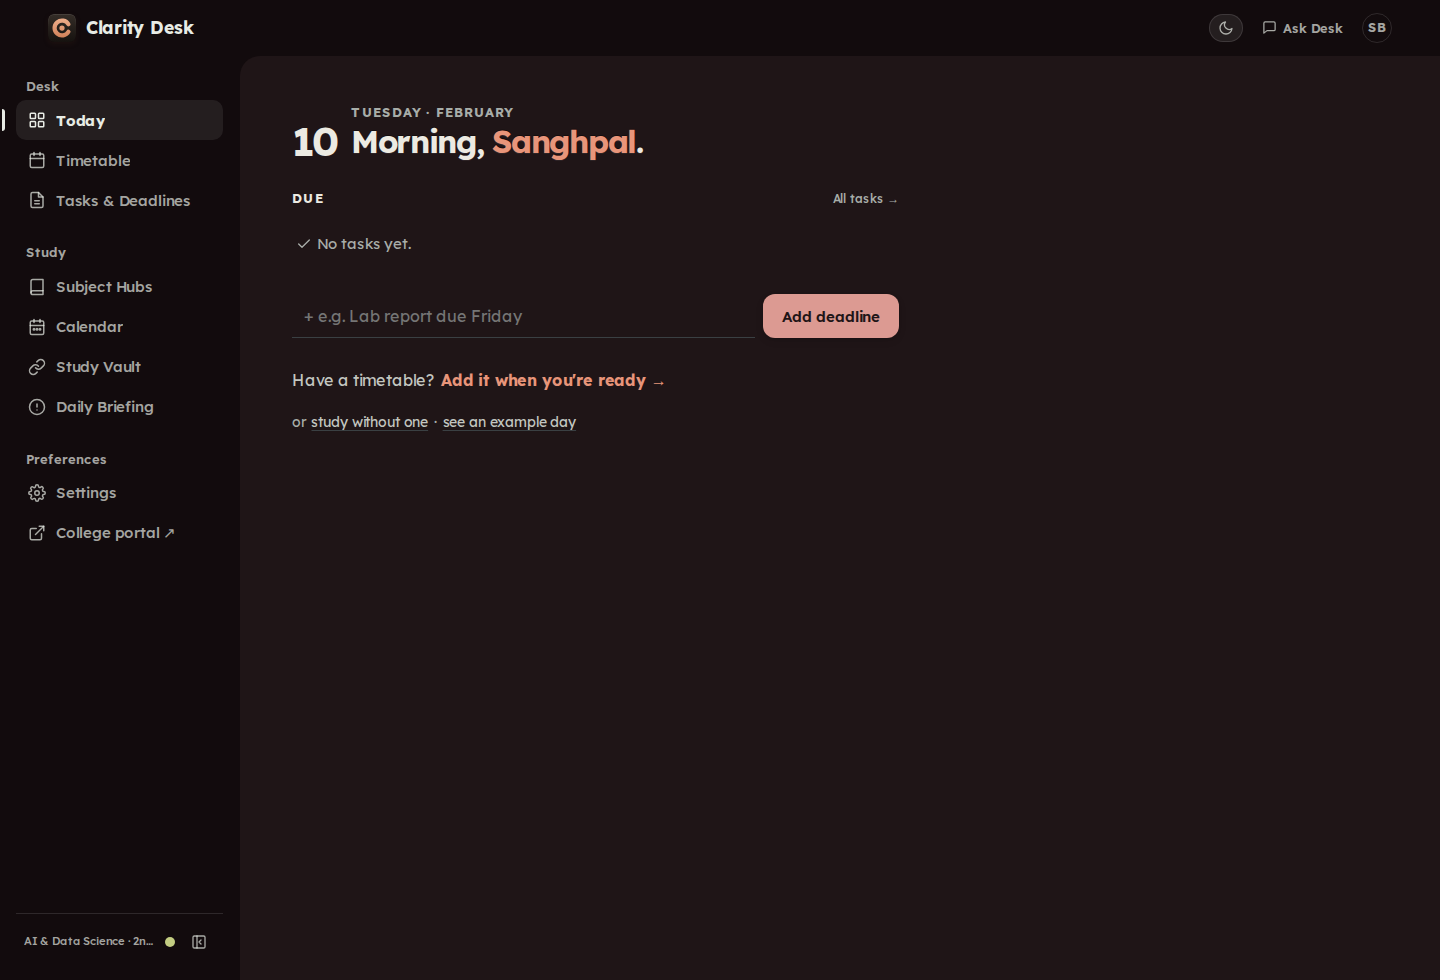 Clarity Desk
Ask Desk
SB
Desk
Today
Timetable
Tasks & Deadlines
Study
Subject Hubs
Calendar
Study Vault
Daily Briefing
Preferences
Settings
College portal ↗
AI & Data Science · 2n...
TUESDAY · FEBRUARY
10 Morning, Sanghpal.
DUE
All tasks →
No tasks yet.
+ e.g. Lab report due Friday
Add deadline
Have a timetable? Add it when you're ready →
or study without one · see an example day